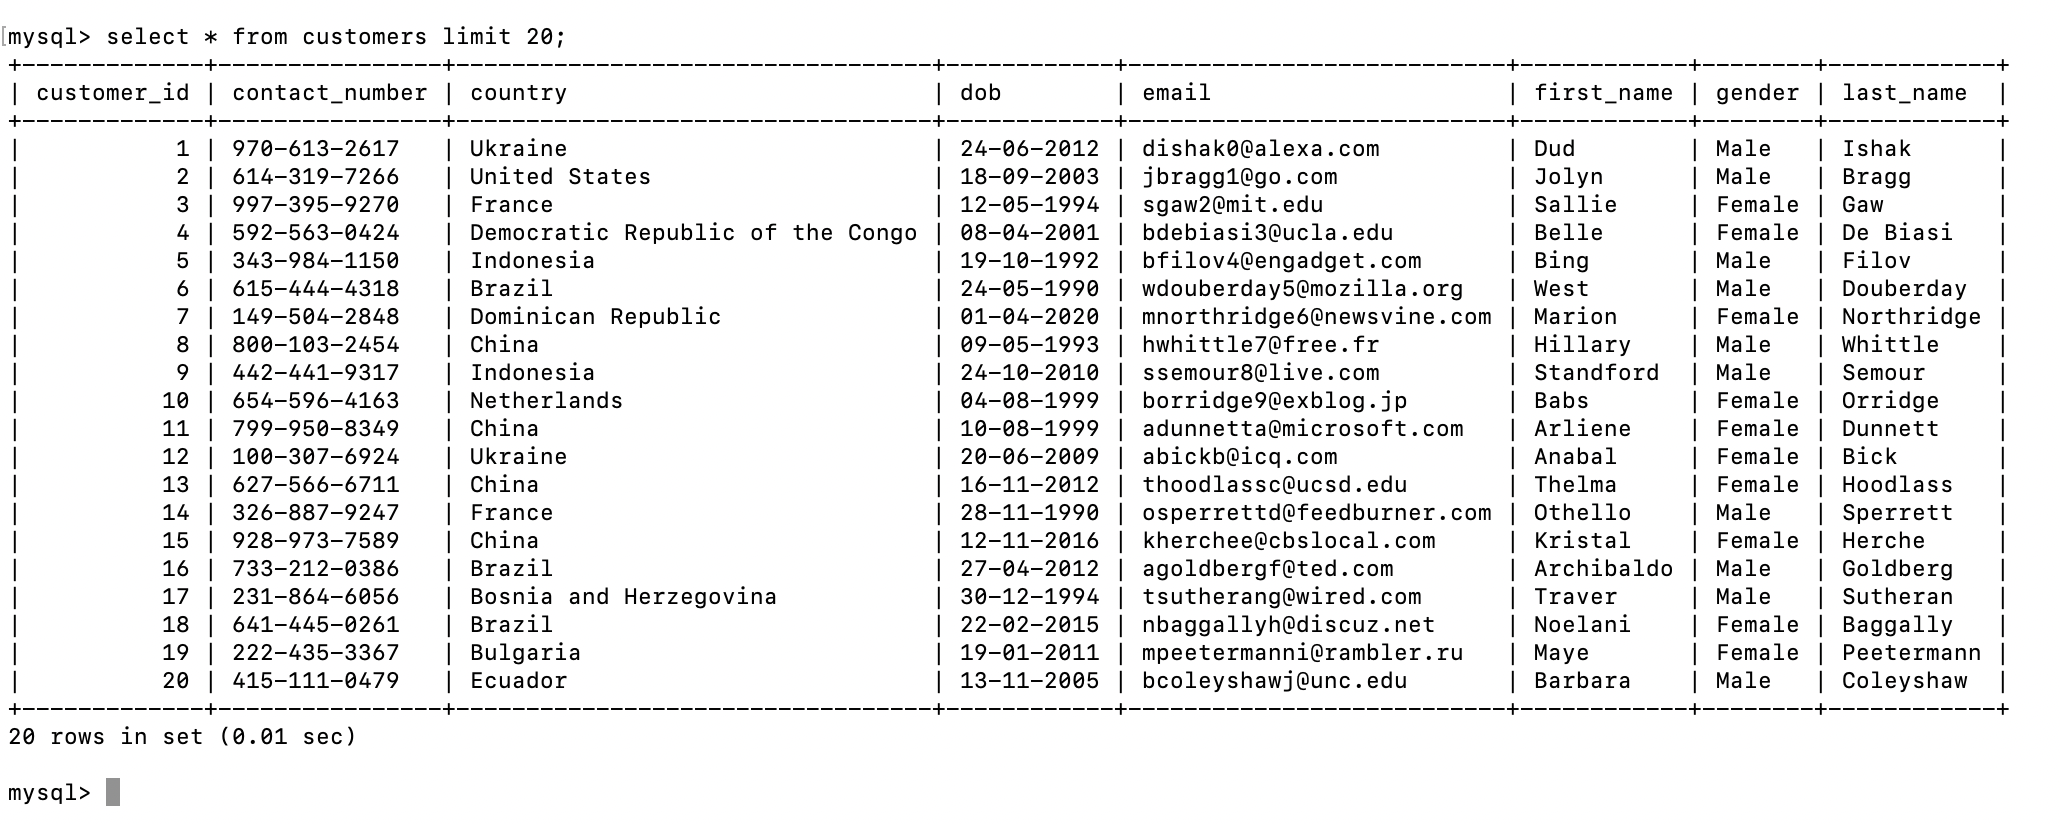 mysql> select * from customers limit 20;
+-------------+----------------+----------------------------------+------------+---------------------------+------------+--------+------------+
| customer_id | contact_number | country                          | dob        | email                     | first_name | gender | last_name  |
+-------------+----------------+----------------------------------+------------+---------------------------+------------+--------+------------+
|           1 | 970-613-2617   | Ukraine                          | 24-06-2012 | dishak0@alexa.com         | Dud        | Male   | Ishak      |
|           2 | 614-319-7266   | United States                    | 18-09-2003 | jbragg1@go.com            | Jolyn      | Male   | Bragg      |
|           3 | 997-395-9270   | France                           | 12-05-1994 | sgaw2@mit.edu             | Sallie     | Female | Gaw        |
|           4 | 592-563-0424   | Democratic Republic of the Congo | 08-04-2001 | bdebiasi3@ucla.edu        | Belle      | Female | De Biasi   |
|           5 | 343-984-1150   | Indonesia                        | 19-10-1992 | bfilov4@engadget.com      | Bing       | Male   | Filov      |
|           6 | 615-444-4318   | Brazil                           | 24-05-1990 | wdouberday5@mozilla.org   | West       | Male   | Douberday  |
|           7 | 149-504-2848   | Dominican Republic               | 01-04-2020 | mnorthridge6@newsvine.com | Marion     | Female | Northridge |
|           8 | 800-103-2454   | China                            | 09-05-1993 | hwhittle7@free.fr         | Hillary    | Male   | Whittle    |
|           9 | 442-441-9317   | Indonesia                        | 24-10-2010 | ssemour8@live.com         | Standford  | Male   | Semour     |
|          10 | 654-596-4163   | Netherlands                      | 04-08-1999 | borridge9@exblog.jp       | Babs       | Female | Orridge    |
|          11 | 799-950-8349   | China                            | 10-08-1999 | adunnetta@microsoft.com   | Arliene    | Female | Dunnett    |
|          12 | 100-307-6924   | Ukraine                          | 20-06-2009 | abickb@icq.com            | Anabal     | Female | Bick       |
|          13 | 627-566-6711   | China                            | 16-11-2012 | thoodlassc@ucsd.edu       | Thelma     | Female | Hoodlass   |
|          14 | 326-887-9247   | France                           | 28-11-1990 | osperrettd@feedburner.com | Othello    | Male   | Sperrett   |
|          15 | 928-973-7589   | China                            | 12-11-2016 | kherchee@cbslocal.com     | Kristal    | Female | Herche     |
|          16 | 733-212-0386   | Brazil                           | 27-04-2012 | agoldbergf@ted.com        | Archibaldo | Male   | Goldberg   |
|          17 | 231-864-6056   | Bosnia and Herzegovina           | 30-12-1994 | tsutherang@wired.com      | Traver     | Male   | Sutheran   |
|          18 | 641-445-0261   | Brazil                           | 22-02-2015 | nbaggallyh@discuz.net     | Noelani    | Female | Baggally   |
|          19 | 222-435-3367   | Bulgaria                         | 19-01-2011 | mpeetermanni@rambler.ru   | Maye       | Female | Peetermann |
|          20 | 415-111-0479   | Ecuador                          | 13-11-2005 | bcoleyshawj@unc.edu       | Barbara    | Male   | Coleyshaw  |
+-------------+----------------+----------------------------------+------------+---------------------------+------------+--------+------------+
20 rows in set (0.01 sec)
mysql>